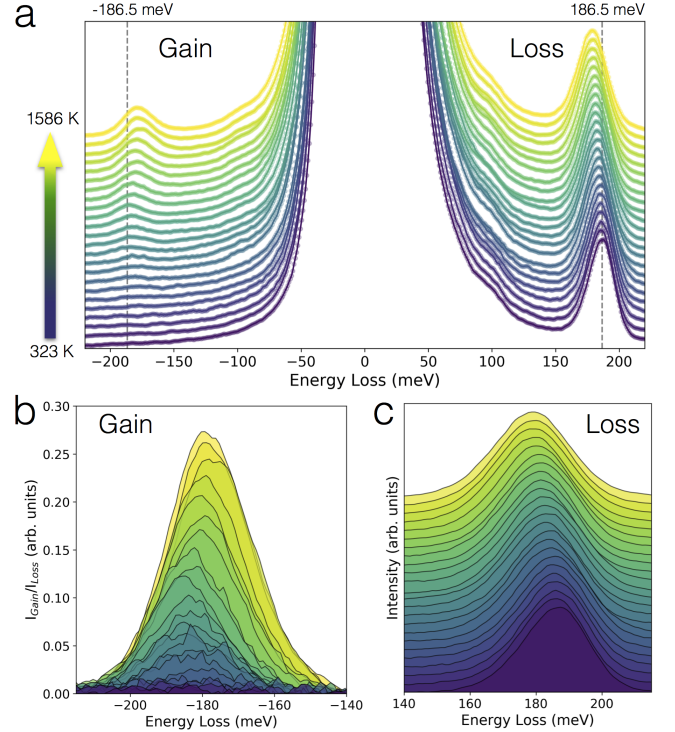 a
-186.5 meV
186.5 meV
Gain
Loss
1586 K
323 K
−200 −150 −100 −50 0 50 100 150 200
Energy Loss (meV)
b
Gain
0.30
0.25
0.20
0.15
0.10
0.05
0.00
I_Gain/I_Loss (arb. units)
−200 −180 −160 −140
Energy Loss (meV)
c
Loss
Intensity (arb. units)
140 160 180 200
Energy Loss (meV)